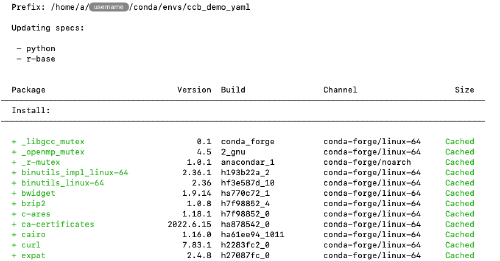 Prefix: /home/a/username/conda/envs/ccb_demo_yaml
Updating specs:
- python
- r-base
Package Version Build Channel Size
Install:
+ _libgcc_mutex 0.1 conda_forge conda-forge/linux-64 Cached
+ _openmp_mutex 4.5 2_gnu conda-forge/linux-64 Cached
+ _r-mutex 1.0.1 anacondar_1 conda-forge/noarch Cached
+ binutils_impl_linux-64 2.36.1 h193b22a_2 conda-forge/linux-64 Cached
+ binutils_linux-64 2.36 hf3e587d_10 conda-forge/linux-64 Cached
+ bwidget 1.9.14 ha770c72_1 conda-forge/linux-64 Cached
+ bzip2 1.0.8 h7f98852_4 conda-forge/linux-64 Cached
+ c-ares 1.18.1 h7f98852_0 conda-forge/linux-64 Cached
+ ca-certificates 2022.6.15 ha878542_0 conda-forge/linux-64 Cached
+ cairo 1.16.0 ha61ee94_1011 conda-forge/linux-64 Cached
+ curl 7.83.1 h2283fc2_0 conda-forge/linux-64 Cached
+ expat 2.4.8 h27087fc_0 conda-forge/linux-64 Cached